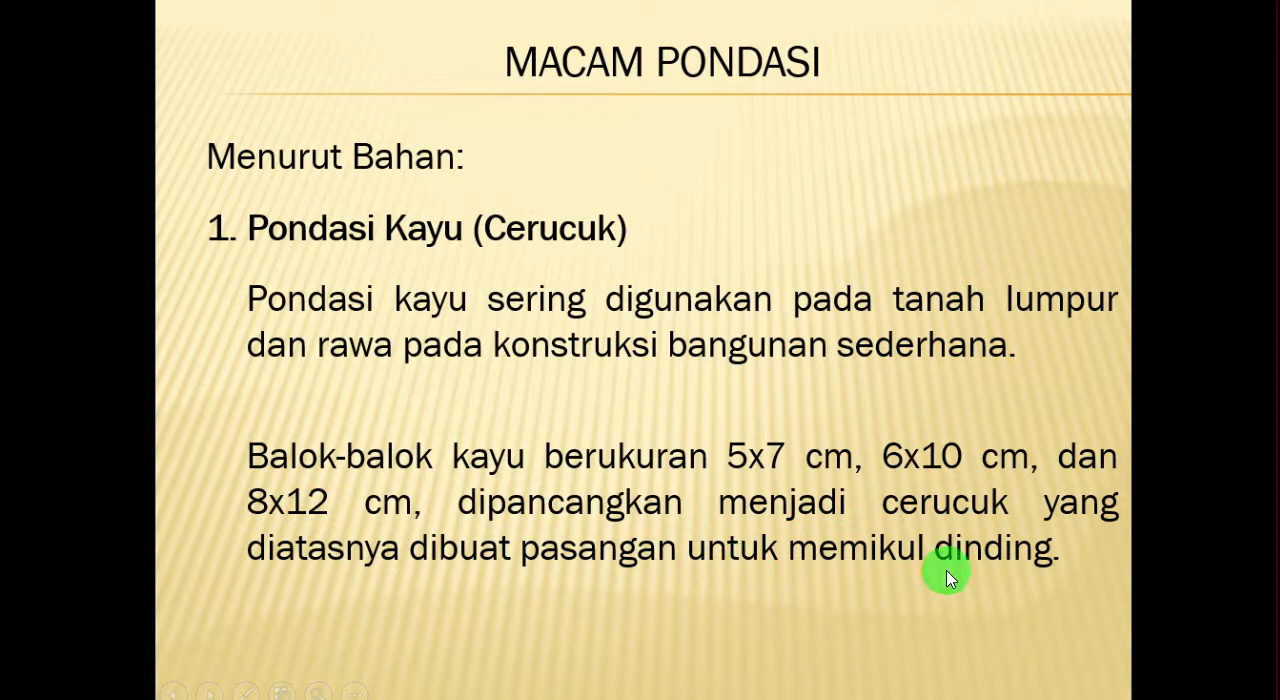 MACAM PONDASI
Menurut Bahan:
1. Pondasi Kayu (Cerucuk)
Pondasi kayu sering digunakan pada tanah lumpur
dan rawa pada konstruksi bangunan sederhana.
Balok-balok kayu berukuran 5x7 cm, 6x10 cm, dan
8x12 cm, dipancangkan menjadi cerucuk yang
diatasnya dibuat pasangan untuk memikul dinding.